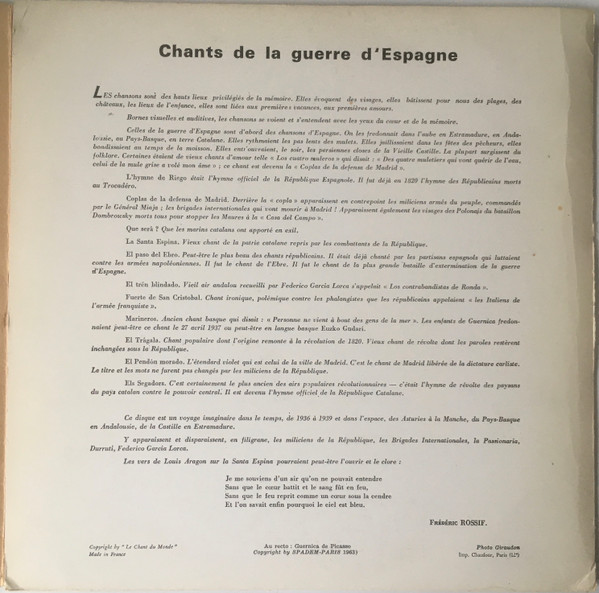 Chants de la guerre d'Espagne
LES chansons sont des hauts lieux privilégiés de la mémoire. Elles évoquent des visages, elles bâtissent pour nous des plages, des
châteaux, les lieux de l'enfance, elles sont liées aux premières vacances, aux premières amours.
Bornes visuelles et auditives, les chansons se voient et s'entendent avec les yeux du cœur et de la mémoire.
Celles de la guerre d'Espagne sont d'abord des chansons d'Espagne. On les fredonnait dans l'aube en Estramadure, en Anda-
lousie, au Pays-Basque, en terre Catalane. Elles rythmaient les pas lents des mulets. Elles jaillissaient dans les fêtes des pêcheurs, elles
bondissaient au temps de la moisson. Elles entr'ouvraient, le soir, les persiennes closes de la Vieille Castille. La plupart surgissent du
folklore. Certaines étaient de vieux chants d'amour telle « Los cuatro muleros » qui disait : « Des quatre muletiers qui vont quérir de l'eau,
celui de la mule grise a volé mon âme » ; ce chant en devenu la « Coplas de la defensa de Madrid ».
L'hymne de Riego était l'hymne officiel de la République Espagnole. Il fut déjà au 1820 l'hymne des Républicains morts
au Trocadéro.
Coplas de la defensa de Madrid. Derrière la « copla » apparaissent en contrepoint les miliciens armés du peuple, commandés
par le Général Miaja ; les brigades internationales qui vont mourir à Madrid ! Apparaissent également les visages des Polonais du bataillon
Dombrowsky morts tous pour stopper les Maures à la « Casa del Campo ».
Que serà ? Que les marins catalans ont apporté en exil.
La Santa Espina. Vieux chant de la patrie catalane repris par les combattants de la République.
El paso del Ebro. Peut-être le plus beau des chants républicains. Il était déjà chanté par les partisans espagnols qui luttaient
contre les armées napoléoniennes. Il fut le chant de l'Ebre. Il fut le chant de la plus grande bataille d'extermination de la guerre
d'Espagne.
El trèn blindado. Vieil air andalou recueilli par Federico Garcia Lorca s'appelait « Los contrabandistas de Ronda ».
Fuerte de San Cristobal. Chant ironique, polémique contre les phalangistes que les républicains appelaient « les Italiens de
l'armée franquiste ».
Marineros. Ancien chant basque qui disait : « Personne ne vient à bout des gens de la mer ». Les enfants de Guernica fredon-
naient peut-être ce chant le 27 avril 1937 ou peut-être en langue basque Euzko Gudari.
El Tràgala. Chant populaire dont l'origine remonte à la révolution de 1820. Vieux chant de révolte dont les paroles restèrent
inchangées sous la République.
El Pendón morado. L'étendard violet qui est celui de la ville de Madrid. C'est le chant de Madrid libérée de la dictature carliste.
La titre et les mots ne furent pas changés par les miliciens de la République.
Els Segadors. C'est certainement le plus ancien des airs populaires révolutionnaires — c'était l'hymne de révolte des paysans
du pays catalan contre le pouvoir central. Il est devenu l'hymne officiel de la République Catalane.
Ce disque est un voyage imaginaire dans le temps, de 1936 à 1939 et dans l'espace, des Asturies à la Manche, du Pays-Basque
en Andalousie, de la Castille en Estremadure.
Y apparaissent et disparaissent, en filigrane, les miliciens de la République, les Brigades Internationales, la Passionaria,
Durruti, Federico Garcia Lorca.
Les vers de Louis Aragon sur la Santa Espina pourraient peut-être l'ouvrir et le clore :
Je me souviens d'un air qu'on ne pouvait entendre
Sans que le cœur battit et le sang fût en feu,
Sans que le feu reprit comme un cœur sous la cendre
Et l'on savait enfin pourquoi le ciel est bleu.
Fréderic ROSSIF.
Copyright by "Le Chant du Monde"
Made in France
Au recto : Guernica de Picasso
Copyright by SPADEM-PARIS 1963)
Photo Giraudon
Imp. Chaufour, Paris